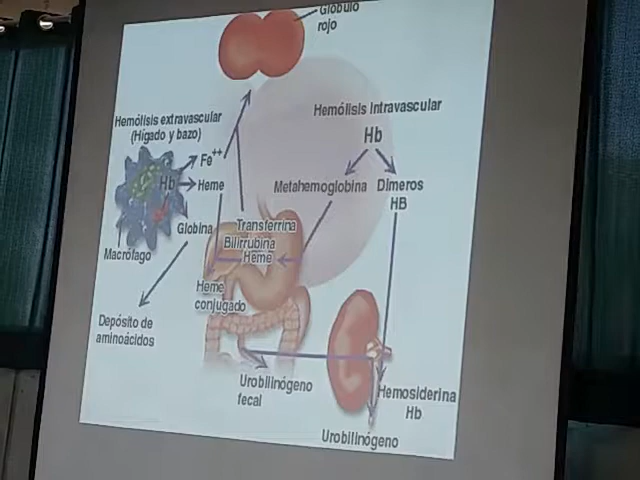 Glóbulo
rojo
Hemólisis extravascular
(Hígado y bazo)
Hemólisis Intravascular
Hb
Fe++
Hb
Heme
Metahemoglobina
Dímeros
HB
Globina
Transferrina
Bilirrubina
Heme
Macrófago
Heme
conjugado
Depósito de
aminoácidos
Urobilinógeno
fecal
Hemosiderina
Hb
Urobilinógeno